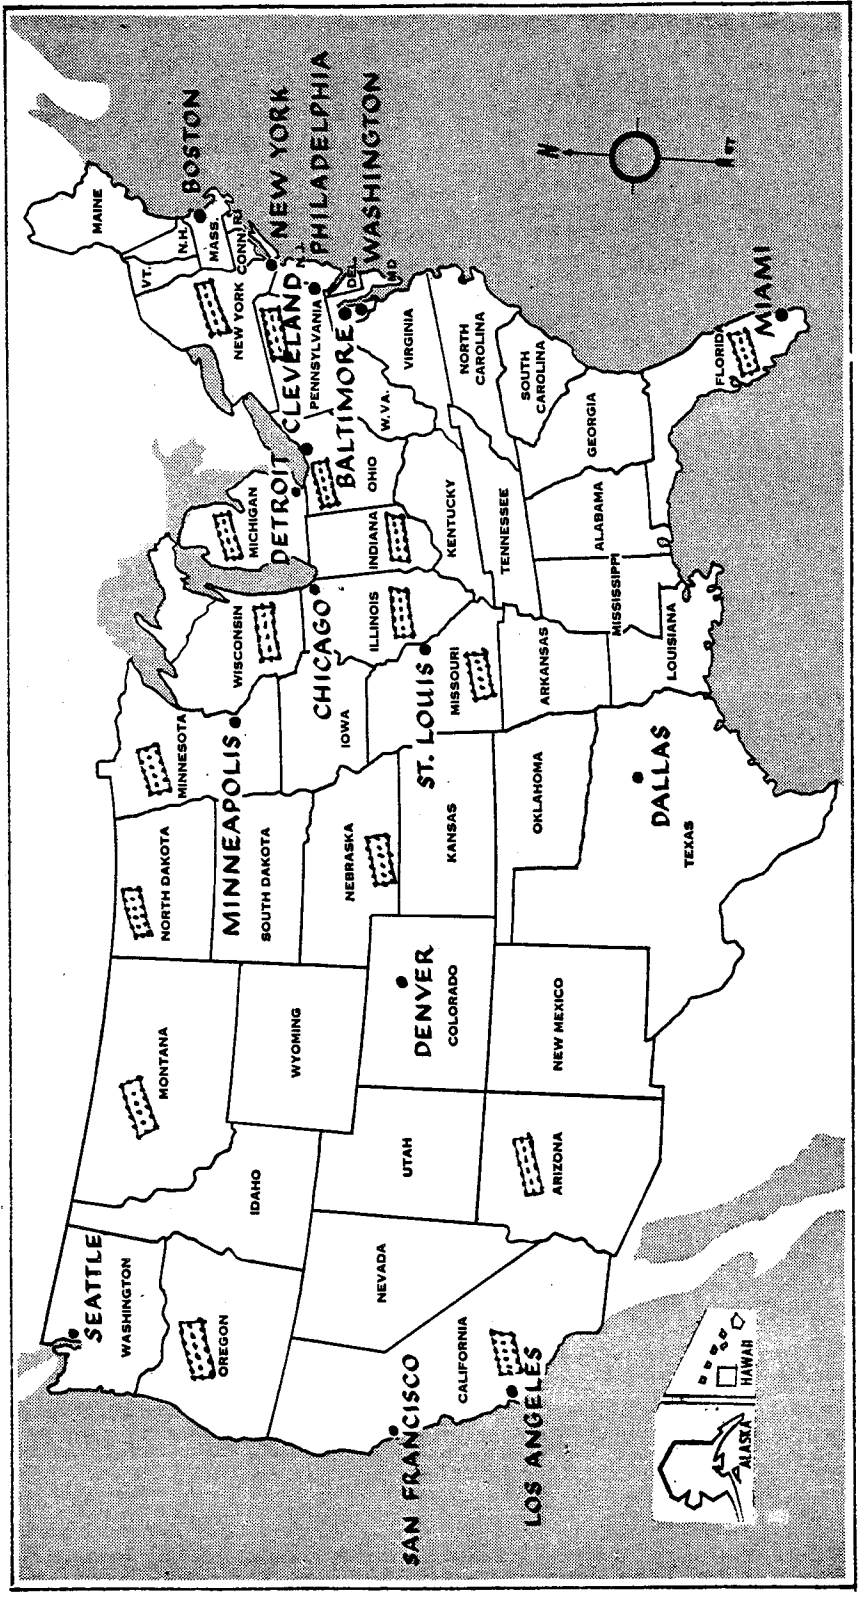 MAINE
VT.
N.H.
MASS.
CONN.
R.I.
BOSTON
NEW YORK
NEW YORK
N.J.
PHILADELPHIA
PENNSYLVANIA
CLEVELAND
BALTIMORE
DEL.
MD
WASHINGTON
W.VA.
VIRGINIA
NORTH
CAROLINA
SOUTH
CAROLINA
GEORGIA
FLORIDA
MIAMI
N
OHIO
MICHIGAN
DETROIT
INDIANA
KENTUCKY
TENNESSEE
ALABAMA
MISSISSIPPI
WISCONSIN
CHICAGO
ILLINOIS
MINNESOTA
MINNEAPOLIS
IOWA
ST. LOUIS
MISSOURI
ARKANSAS
LOUISIANA
NORTH DAKOTA
SOUTH DAKOTA
NEBRASKA
KANSAS
OKLAHOMA
DALLAS
TEXAS
MONTANA
WYOMING
DENVER
COLORADO
NEW MEXICO
IDAHO
UTAH
ARIZONA
SEATTLE
WASHINGTON
OREGON
NEVADA
CALIFORNIA
SAN FRANCISCO
LOS ANGELES
ALASKA
HAWAII